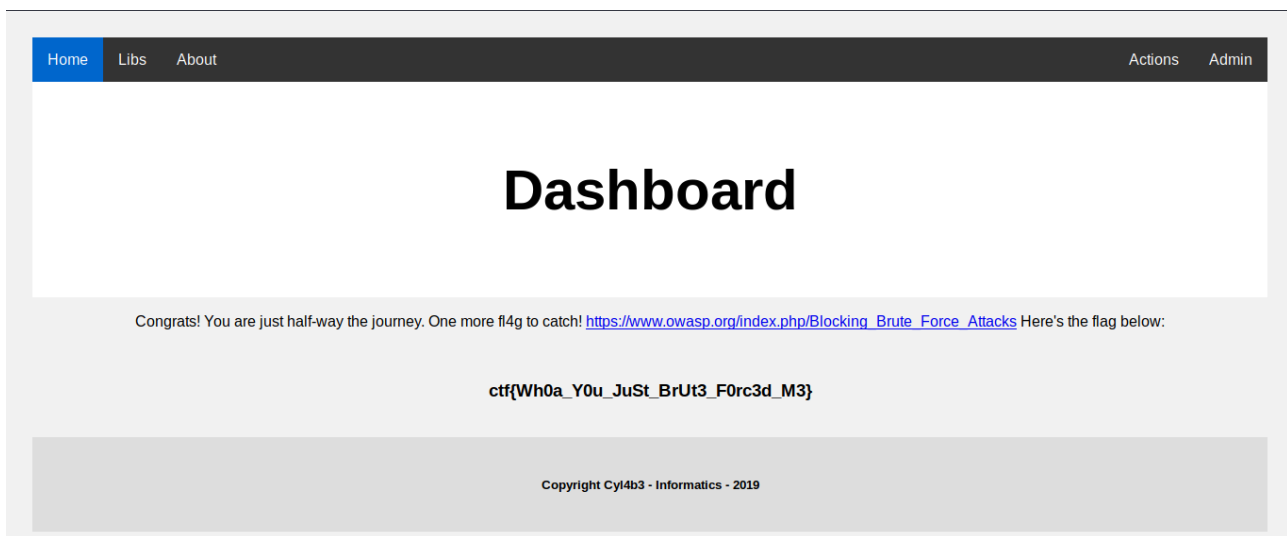 Home Libs About Actions Admin
Dashboard
Congrats! You are just half-way the journey. One more fl4g to catch! https://www.owasp.org/index.php/Blocking_Brute_Force_Attacks Here's the flag below:
ctf{Wh0a_Y0u_JuSt_BrUt3_F0rc3d_M3}
Copyright Cyl4b3 - Informatics - 2019